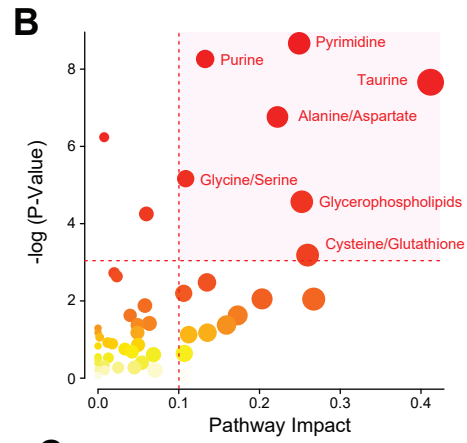 B
Pyrimidine
Purine
Taurine
Alanine/Aspartate
Glycine/Serine
Glycerophospholipids
Cysteine/Glutathione
-log (P-Value)
8
6
4
2
0
0.0 0.1 0.2 0.3 0.4
Pathway Impact